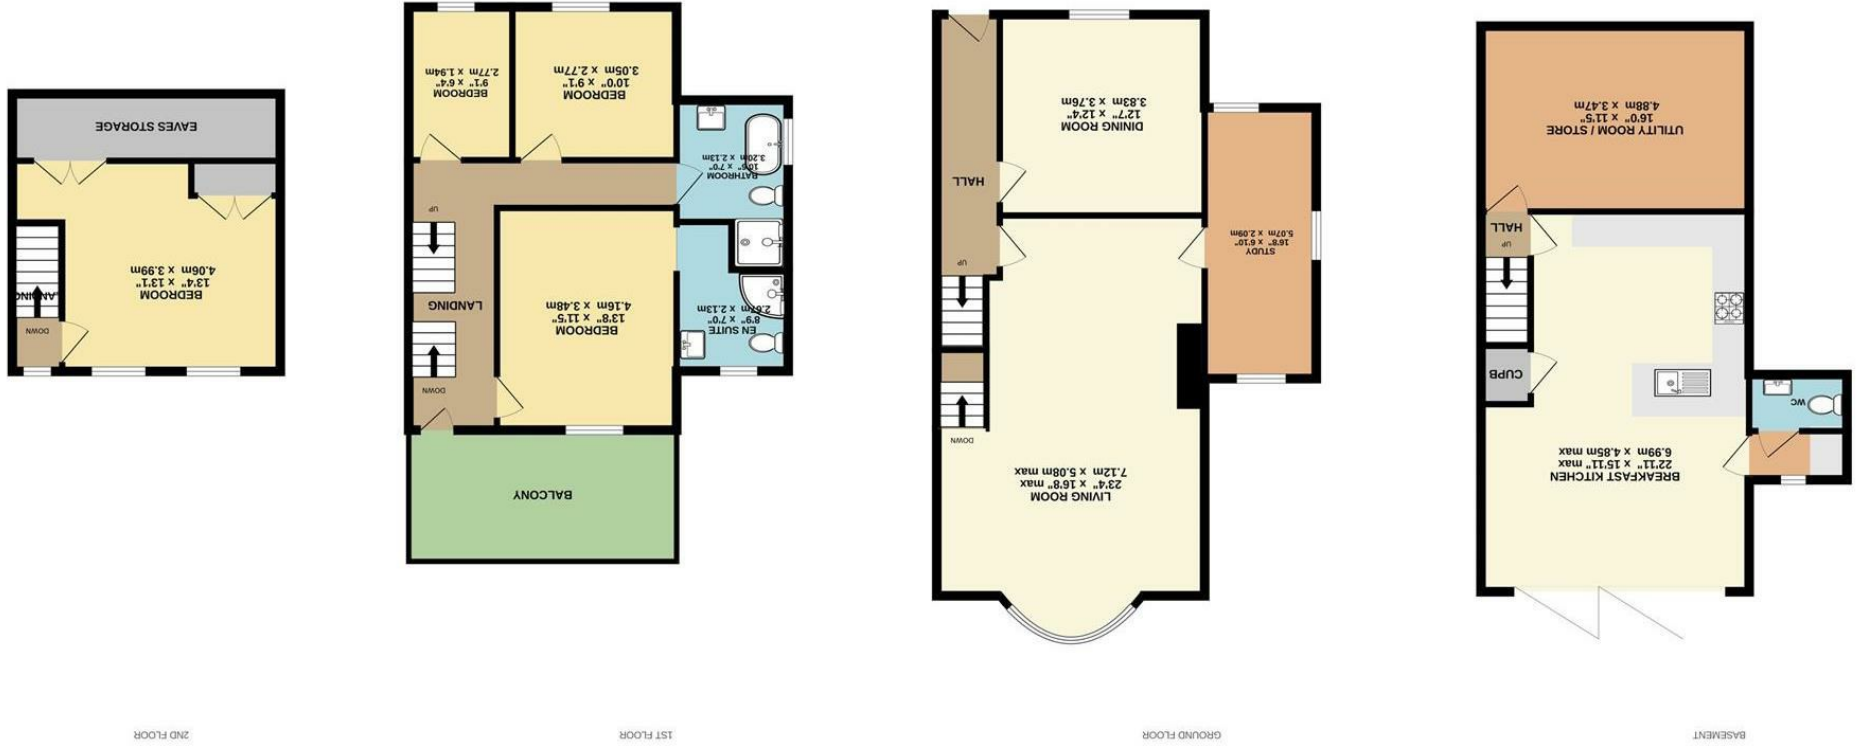 BASEMENT
BREAKFAST KITCHEN
22'11" x 15'11" max
6.99m x 4.85m max
WC
CUPB
UP
HALL
UTILITY ROOM / STORE
16'0" x 11'5"
4.88m x 3.47m
GROUND FLOOR
LIVING ROOM
23'4" x 16'8" max
7.12m x 5.08m max
DOWN
UP
STUDY
16'8" x 6'10"
5.07m x 2.09m
HALL
DINING ROOM
12'7" x 12'4"
3.83m x 3.76m
1ST FLOOR
BALCONY
DOWN
EN SUITE
8'9" x 7'0"
2.67m x 2.13m
BEDROOM
13'8" x 11'5"
4.16m x 3.48m
LANDING
UP
BATHROOM
10'6" x 7'0"
3.20m x 2.13m
BEDROOM
10'0" x 9'1"
3.05m x 2.77m
BEDROOM
9'1" x 6'4"
2.77m x 1.94m
2ND FLOOR
DOWN
LANDING
BEDROOM
13'4" x 13'1"
4.06m x 3.99m
EAVES STORAGE